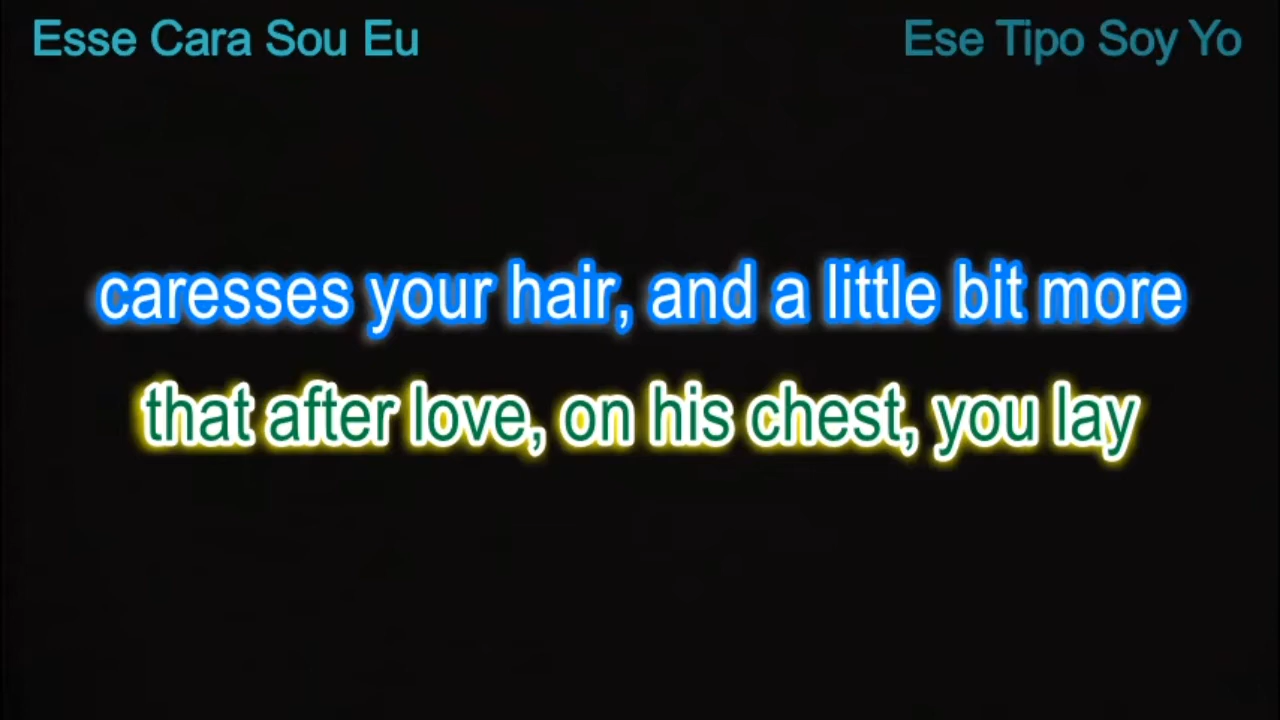 Esse Cara Sou Eu
Ese Tipo Soy Yo
caresses your hair, and a little bit more
that after love, on his chest, you lay